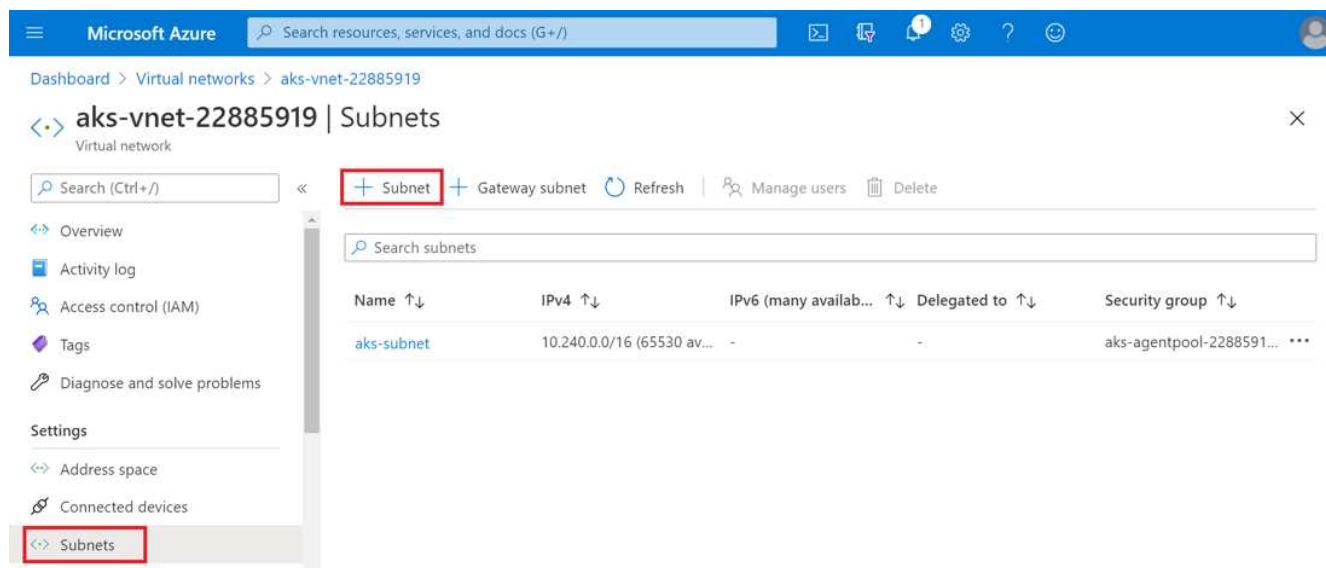 Microsoft Azure Search resources, services, and docs (G+/) 1
Dashboard > Virtual networks > aks-vnet-22885919
aks-vnet-22885919 | Subnets
Virtual network
Search (Ctrl+/) « + Subnet + Gateway subnet Refresh Manage users Delete
Overview
Search subnets
Activity log
Name ↑↓ IPv4 ↑↓ IPv6 (many availab... ↑↓ Delegated to ↑↓ Security group ↑↓
Access control (IAM)
Tags
aks-subnet 10.240.0.0/16 (65530 av... - - aks-agentpool-2288591... •••
Diagnose and solve problems
Settings
Address space
Connected devices
Subnets